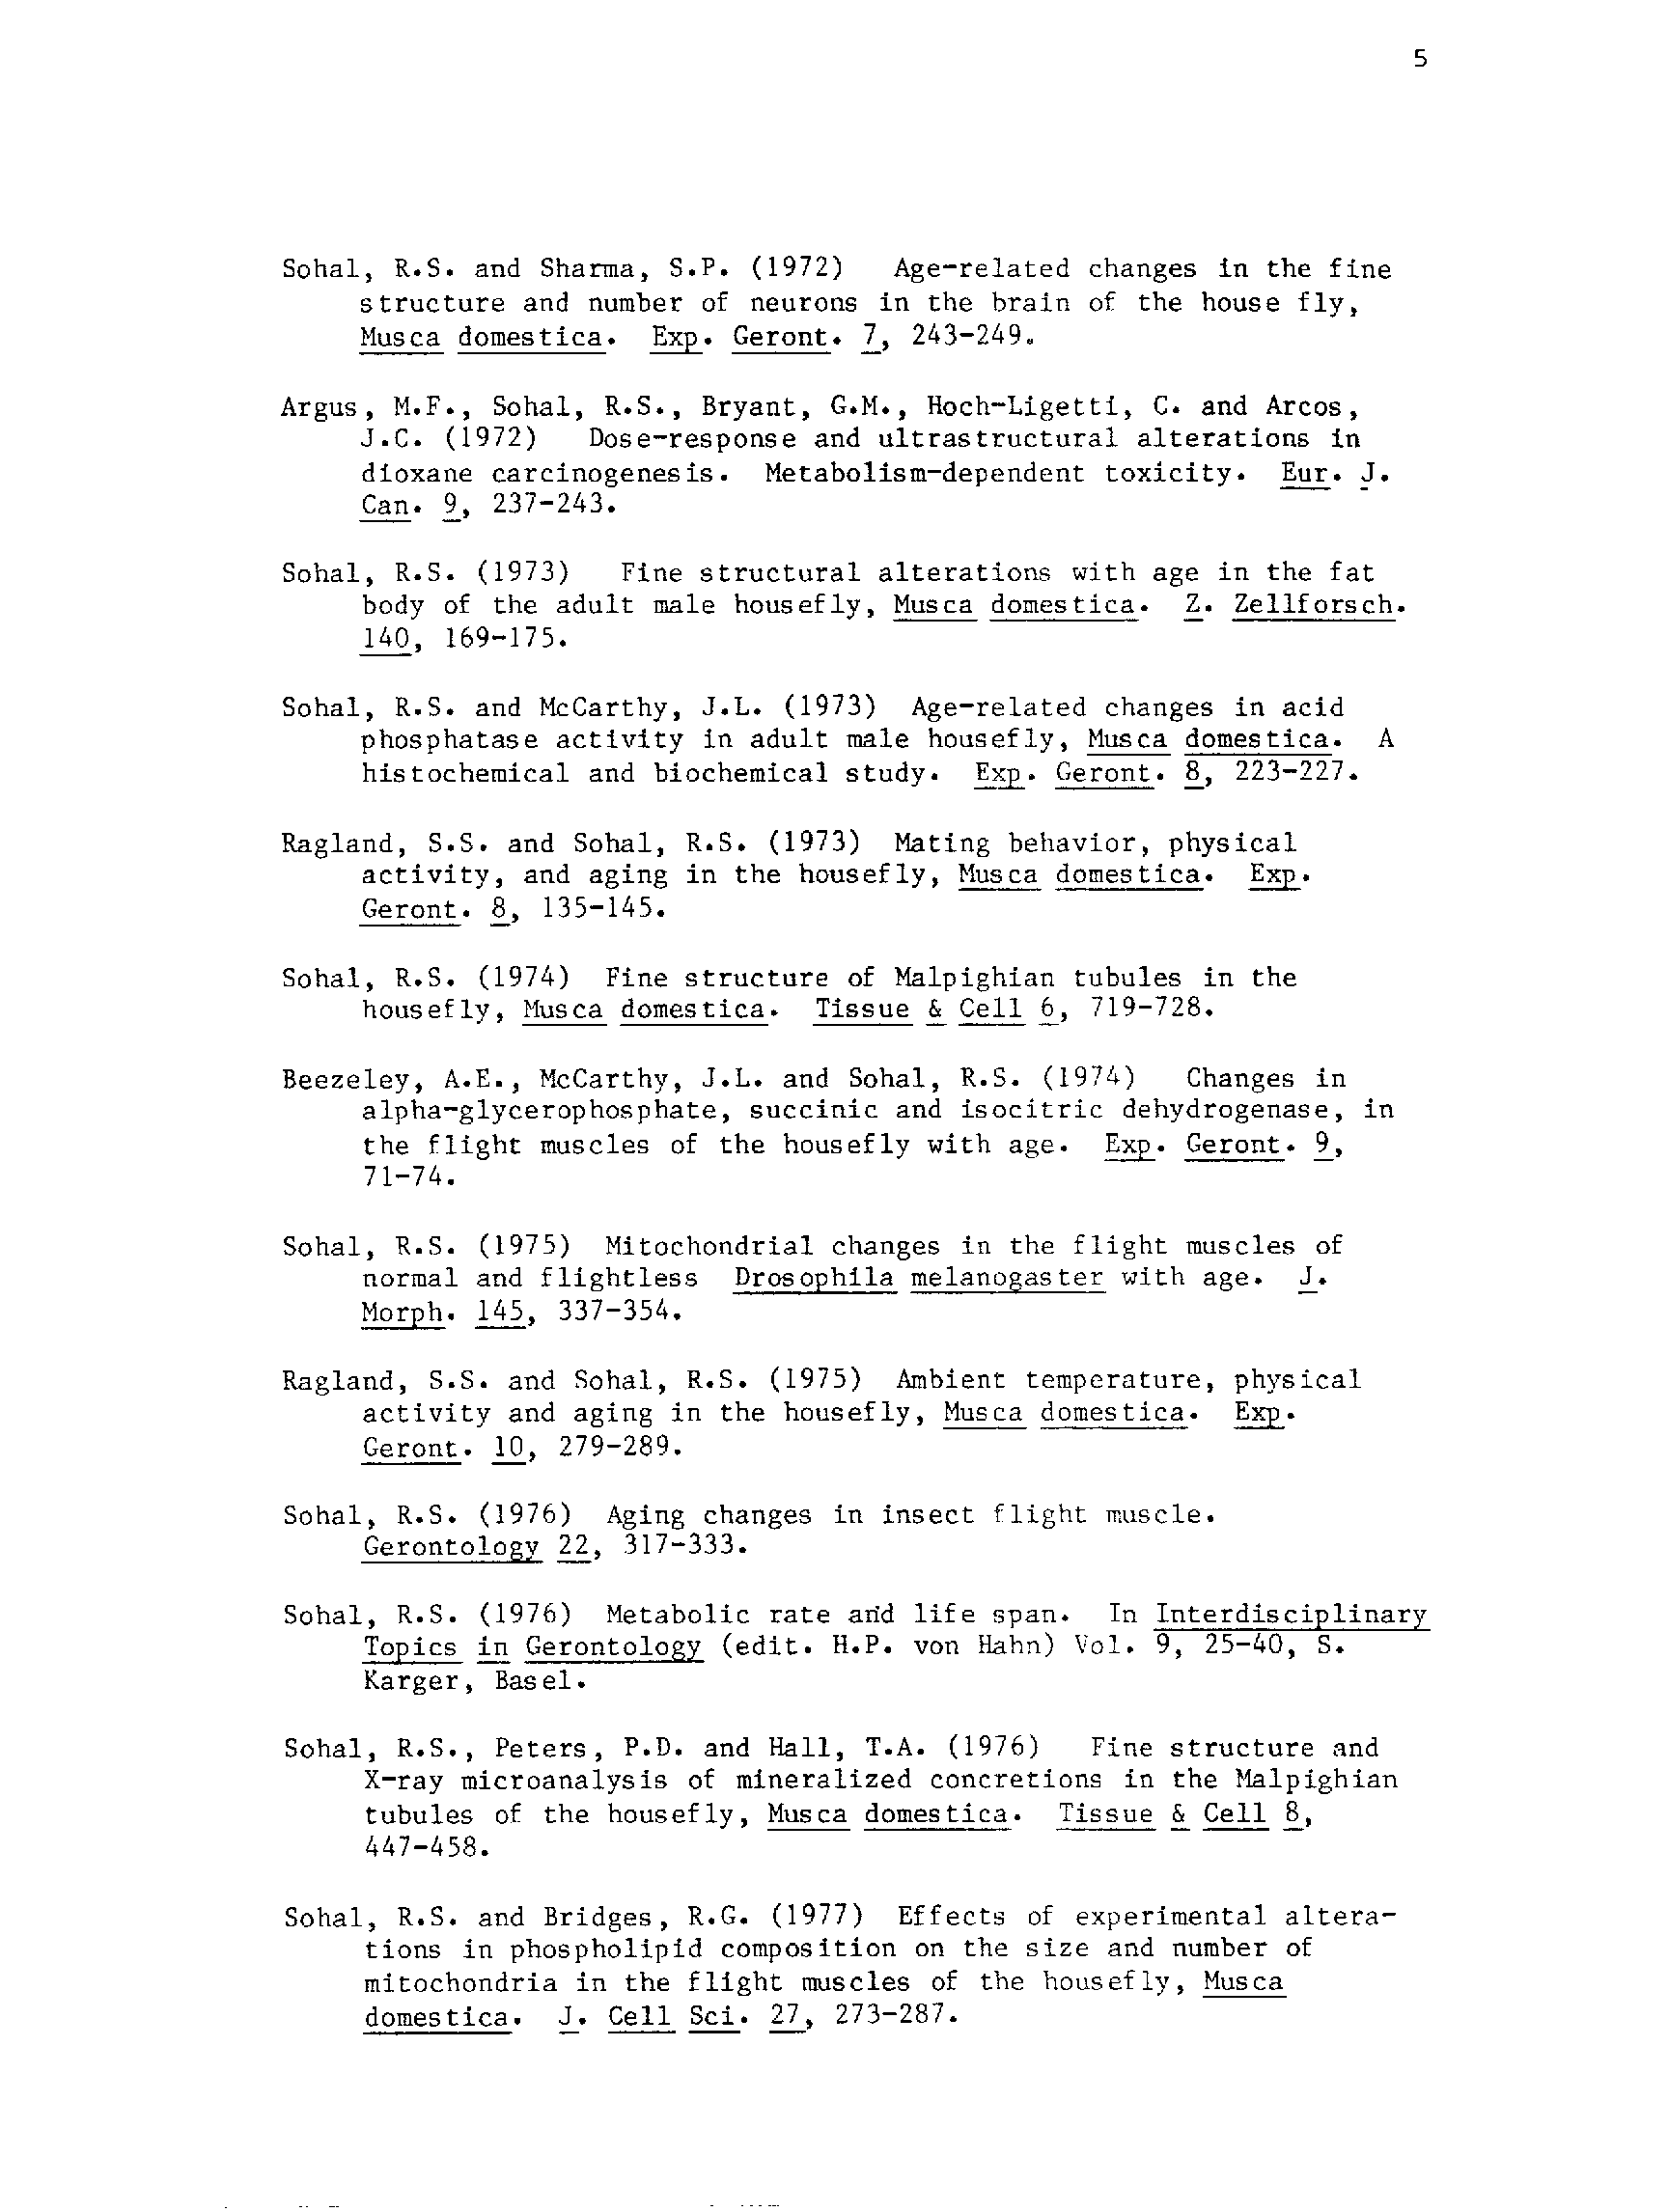 5
Sohal, R.S. and Sharma, S.P. (1972) Age-related changes in the fine
structure and number of neurons in the brain of the house fly,
Musca domestica. Exp. Geront. 7, 243-249.
Argus, M.F., Sohal, R.S., Bryant, G.M., Hoch-Ligetti, C. and Arcos,
J.C. (1972) Dose-response and ultrastructural alterations in
dioxane carcinogenesis. Metabolism-dependent toxicity. Eur. J.
Can. 9, 237-243.
Sohal, R.S. (1973) Fine structural alterations with age in the fat
body of the adult male housefly, Musca domestica. Z. Zellforsch.
140, 169-175.
Sohal, R.S. and McCarthy, J.L. (1973) Age-related changes in acid
phosphatase activity in adult male housefly, Musca domestica. A
histochemical and biochemical study. Exp. Geront. 8, 223-227.
Ragland, S.S. and Sohal, R.S. (1973) Mating behavior, physical
activity, and aging in the housefly, Musca domestica. Exp.
Geront. 8, 135-145.
Sohal, R.S. (1974) Fine structure of Malpighian tubules in the
housefly, Musca domestica. Tissue & Cell 6, 719-728.
Beezeley, A.E., McCarthy, J.L. and Sohal, R.S. (1974) Changes in
alpha-glycerophosphate, succinic and isocitric dehydrogenase, in
the flight muscles of the housefly with age. Exp. Geront. 9,
71-74.
Sohal, R.S. (1975) Mitochondrial changes in the flight muscles of
normal and flightless Drosophila melanogaster with age. J.
Morph. 145, 337-354.
Ragland, S.S. and Sohal, R.S. (1975) Ambient temperature, physical
activity and aging in the housefly, Musca domestica. Exp.
Geront. 10, 279-289.
Sohal, R.S. (1976) Aging changes in insect flight muscle.
Gerontology 22, 317-333.
Sohal, R.S. (1976) Metabolic rate and life span. In Interdisciplinary
Topics in Gerontology (edit. H.P. von Hahn) Vol. 9, 25-40, S.
Karger, Basel.
Sohal, R.S., Peters, P.D. and Hall, T.A. (1976) Fine structure and
X-ray microanalysis of mineralized concretions in the Malpighian
tubules of the housefly, Musca domestica. Tissue & Cell 8,
447-458.
Sohal, R.S. and Bridges, R.G. (1977) Effects of experimental altera-
tions in phospholipid composition on the size and number of
mitochondria in the flight muscles of the housefly, Musca
domestica. J. Cell Sci. 27, 273-287.